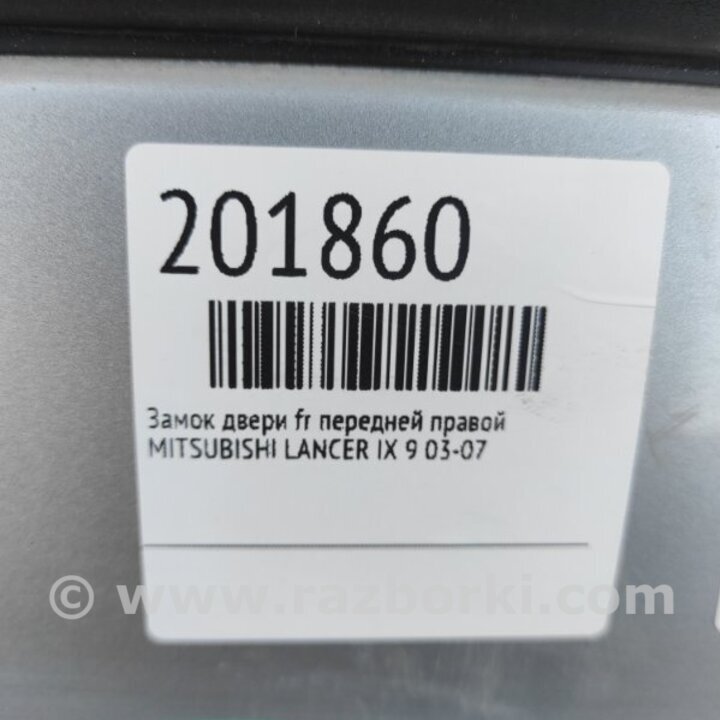 201860
Замок двери fr передней правой
MITSUBISHI LANCER IX 9 03-07
© www.razborki.com